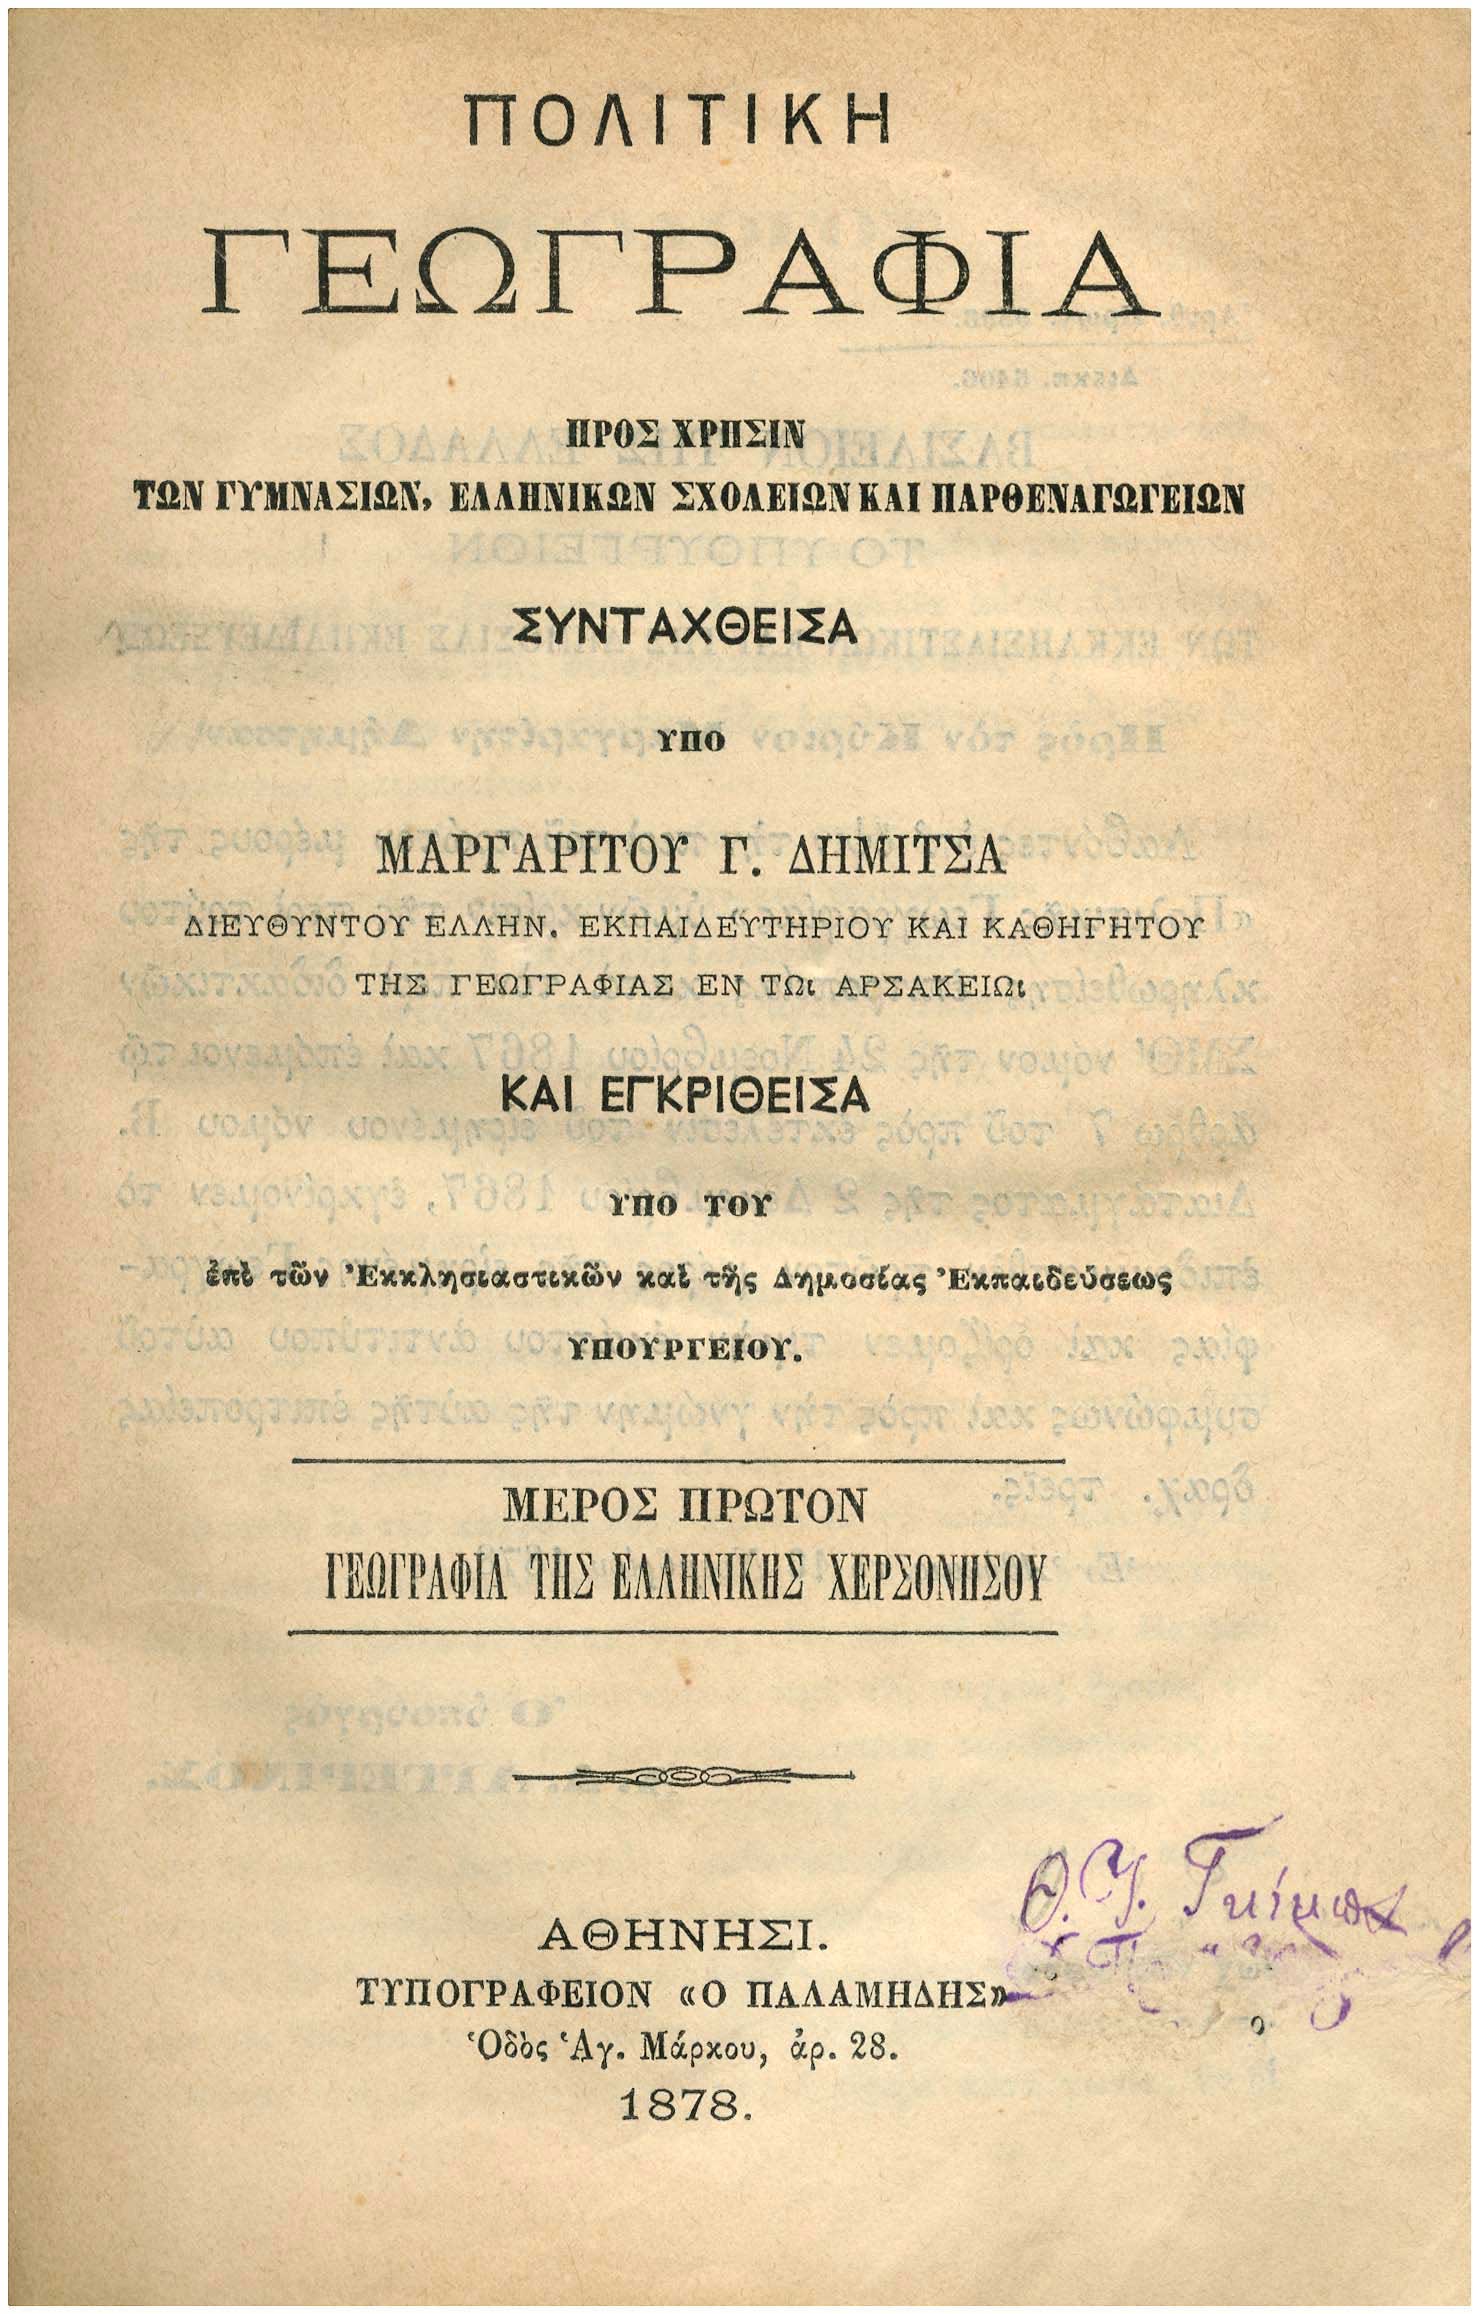 ΠΟΛΙΤΙΚΗ
ΓΕΩΓΡΑΦΙΑ
ΠΡΟΣ ΧΡΗΣΙΝ
ΤΩΝ ΓΥΜΝΑΣΙΩΝ, ΕΛΛΗΝΙΚΩΝ ΣΧΟΛΕΙΩΝ ΚΑΙ ΠΑΡΘΕΝΑΓΩΓΕΙΩΝ
ΣΥΝΤΑΧΘΕΙΣΑ
ΥΠΟ
ΜΑΡΓΑΡΙΤΟΥ Γ. ΔΗΜΙΤΣΑ
ΔΙΕΥΘΥΝΤΟΥ ΕΛΛΗΝ. ΕΚΠΑΙΔΕΥΤΗΡΙΟΥ ΚΑΙ ΚΑΘΗΓΗΤΟΥ
ΤΗΣ ΓΕΩΓΡΑΦΙΑΣ ΕΝ ΤΩι ΑΡΣΑΚΕΙΩι
ΚΑΙ ΕΓΚΡΙΘΕΙΣΑ
ΥΠΟ ΤΟΥ
ἐπὶ τῶν Ἐκκλησιαστικῶν καὶ τῆς Δημοσίας Ἐκπαιδεύσεως
ΥΠΟΥΡΓΕΙΟΥ.
ΜΕΡΟΣ ΠΡΩΤΟΝ
ΓΕΩΓΡΑΦΙΑ ΤΗΣ ΕΛΛΗΝΙΚΗΣ ΧΕΡΣΟΝΗΣΟΥ
Θ. Γ.
ΑΘΗΝΗΣΙ.
ΤΥΠΟΓΡΑΦΕΙΟΝ «Ο ΠΑΛΑΜΗΔΗΣ»
Ὁδὸς Ἁγ. Μάρκου, ἀρ. 28.
1878.